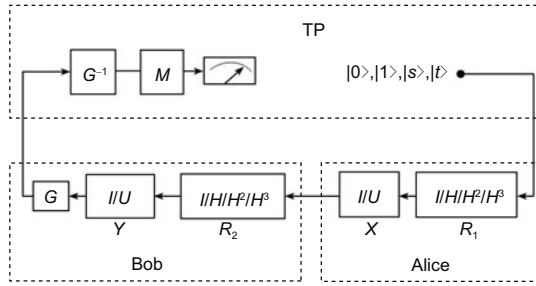 TP
G⁻¹
M
|0>,|1>,|s>,|t>
G
I/U
I/H/H²/H³
I/U
I/H/H²/H³
Y
R₂
X
R₁
Bob
Alice